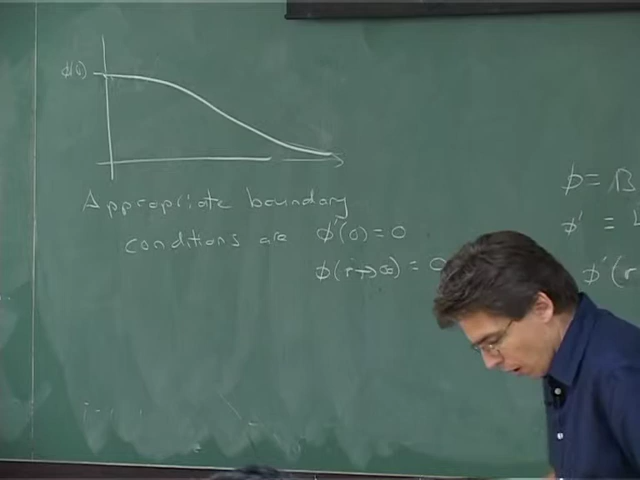 ϕ(0)
Appropriate boundary
conditions are ϕ'(0)=0
ϕ(r→∞) = 0
ϕ = B
ϕ' =
ϕ'(r